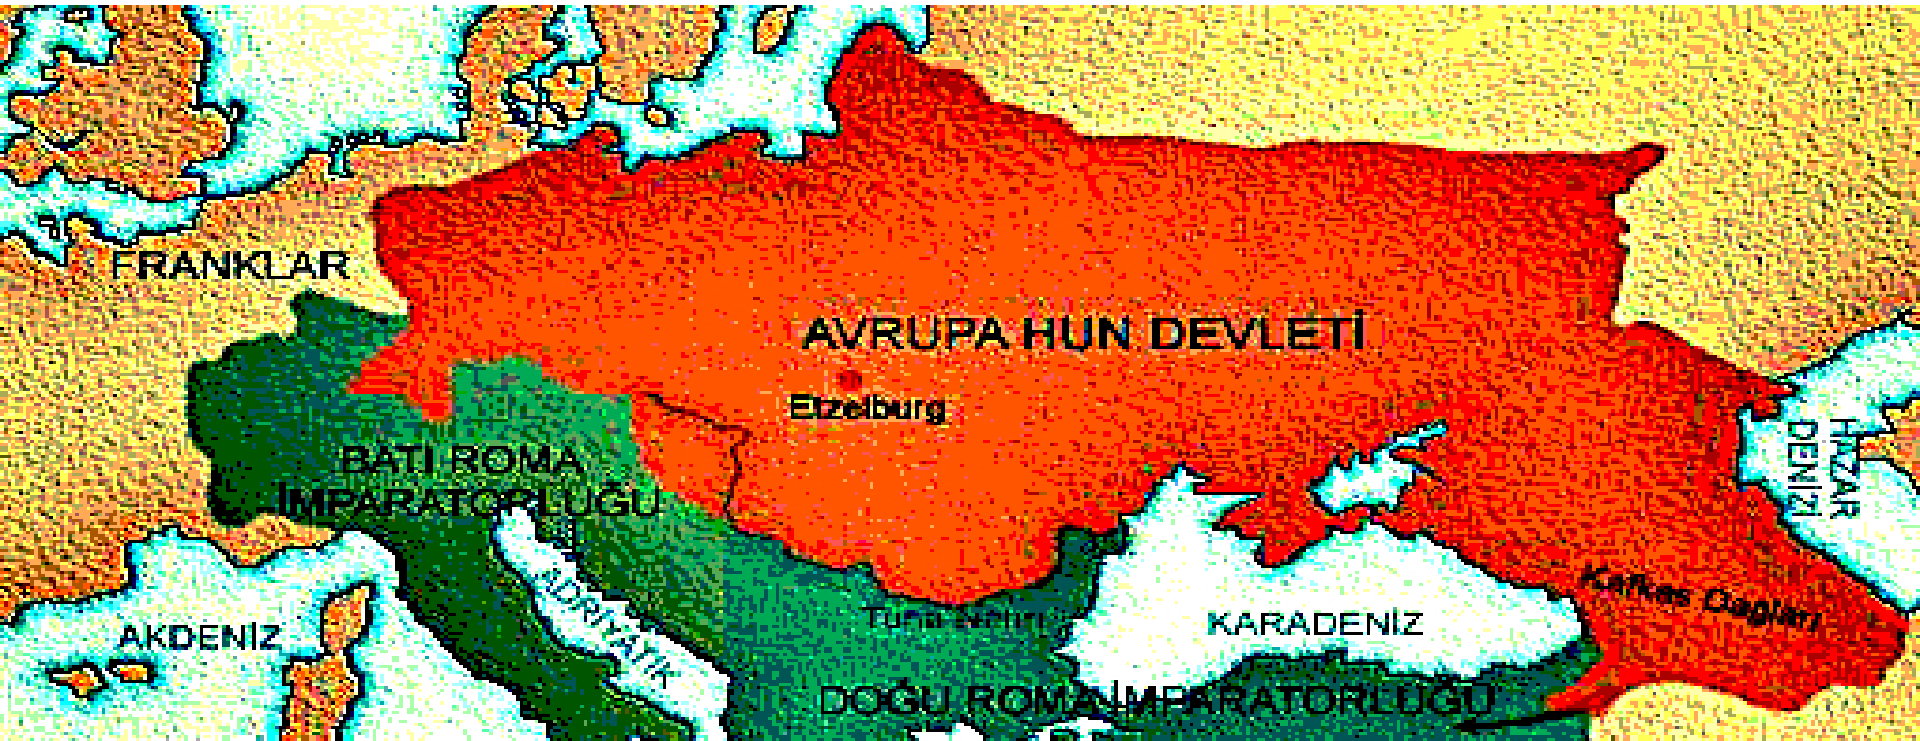 FRANKLAR
AVRUPA HUN DEVLETİ
Etzelburg
BATI ROMA
İMPARATORLUĞU
HAZAR
DENİZİ
ADRİYATİK
Kafkas Dağları
Tuna Nehri
AKDENİZ
KARADENİZ
DOĞU ROMA İMPARATORLUĞU